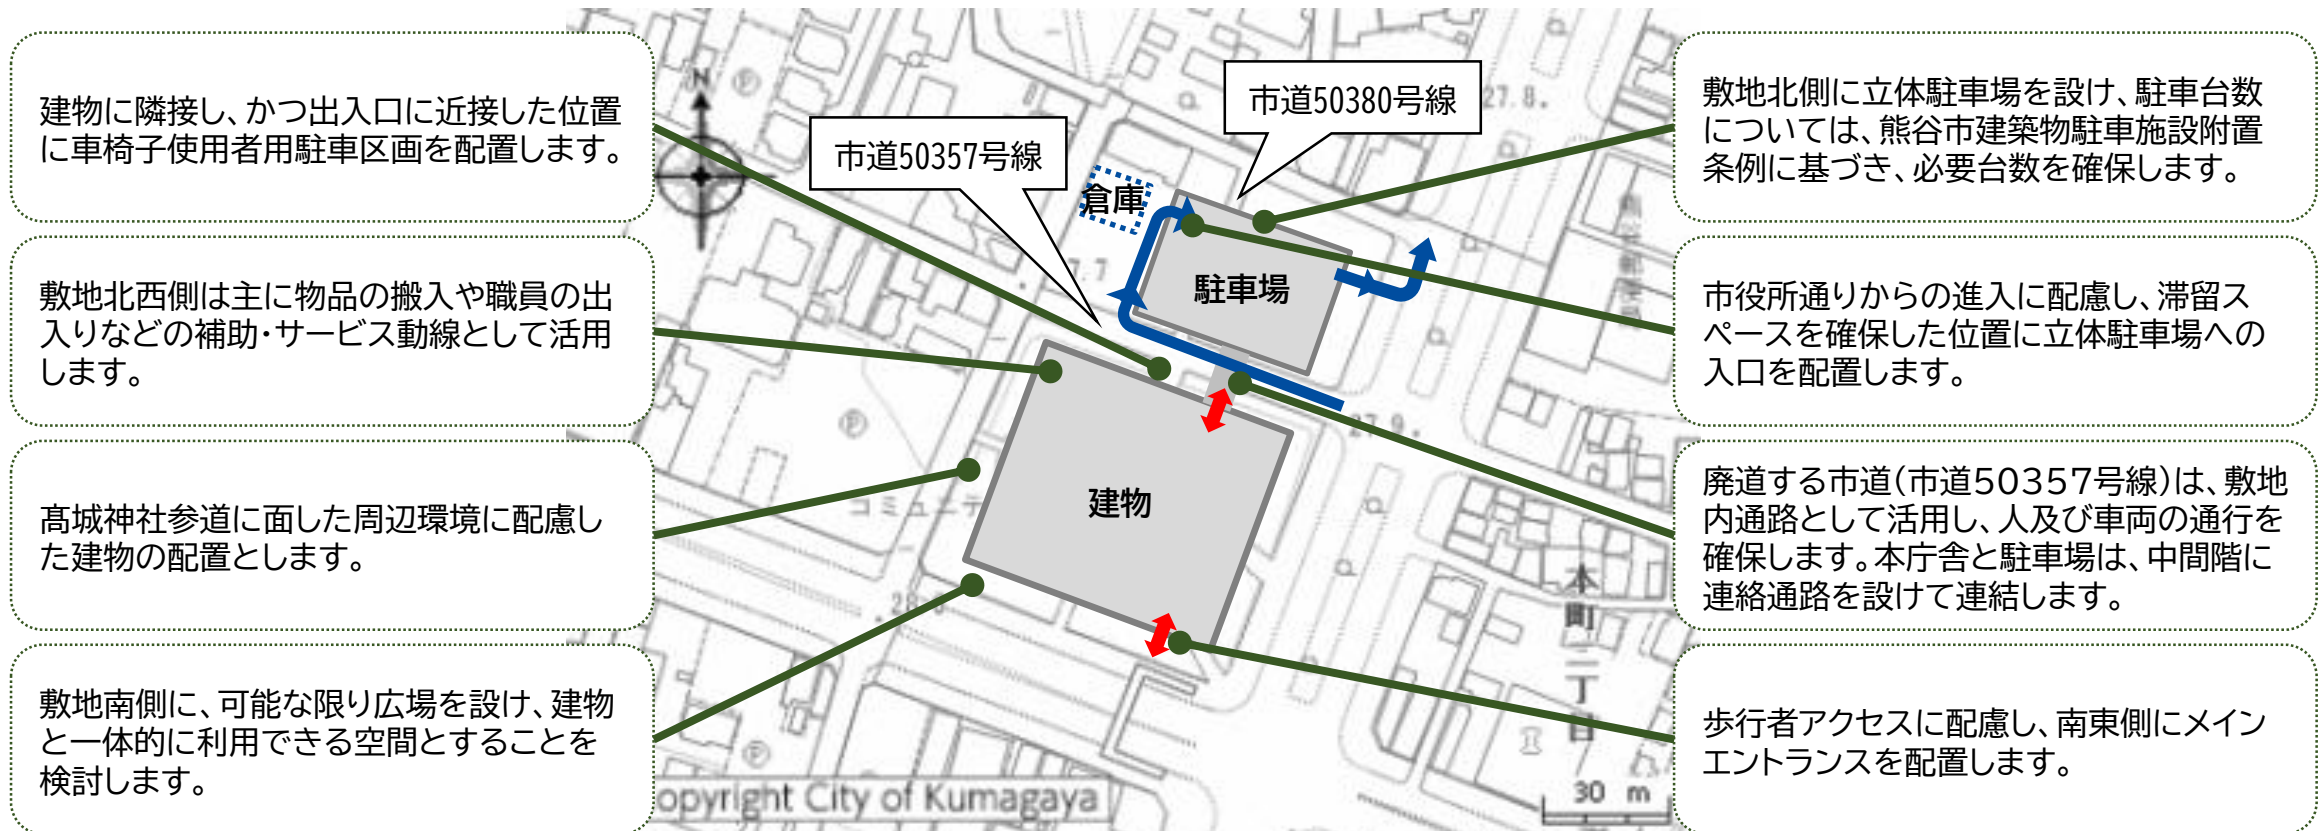 建物に隣接し、かつ出入口に近接した位置
に車椅子使用者用駐車区画を配置します。
敷地北西側は主に物品の搬入や職員の出
入りなどの補助・サービス動線として活用
します。
髙城神社参道に面した周辺環境に配慮し
た建物の配置とします。
敷地南側に、可能な限り広場を設け、建物
と一体的に利用できる空間とすることを
検討します。
N
市道50357号線
市道50380号線
倉庫
駐車場
建物
27.8.
7.7
27.9.
コミュニテ
本町二丁目
opyright City of Kumagaya
30 m
敷地北側に立体駐車場を設け、駐車台数
については、熊谷市建築物駐車施設附置
条例に基づき、必要台数を確保します。
市役所通りからの進入に配慮し、滞留ス
ペースを確保した位置に立体駐車場への
入口を配置します。
廃道する市道(市道50357号線)は、敷地
内通路として活用し、人及び車両の通行を
確保します。本庁舎と駐車場は、中間階に
連絡通路を設けて連結します。
歩行者アクセスに配慮し、南東側にメイン
エントランスを配置します。